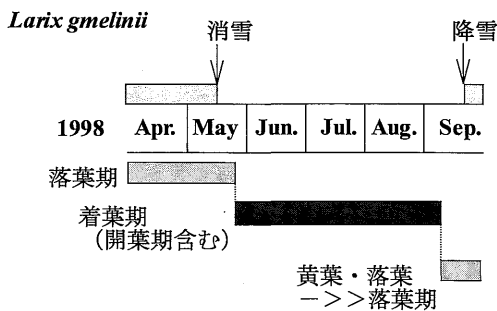 Larix gmelinii
消雪
降雪
1998 Apr. May Jun. Jul. Aug. Sep.
落葉期
着葉期
（開葉期含む）
黄葉・落葉
ー>>落葉期